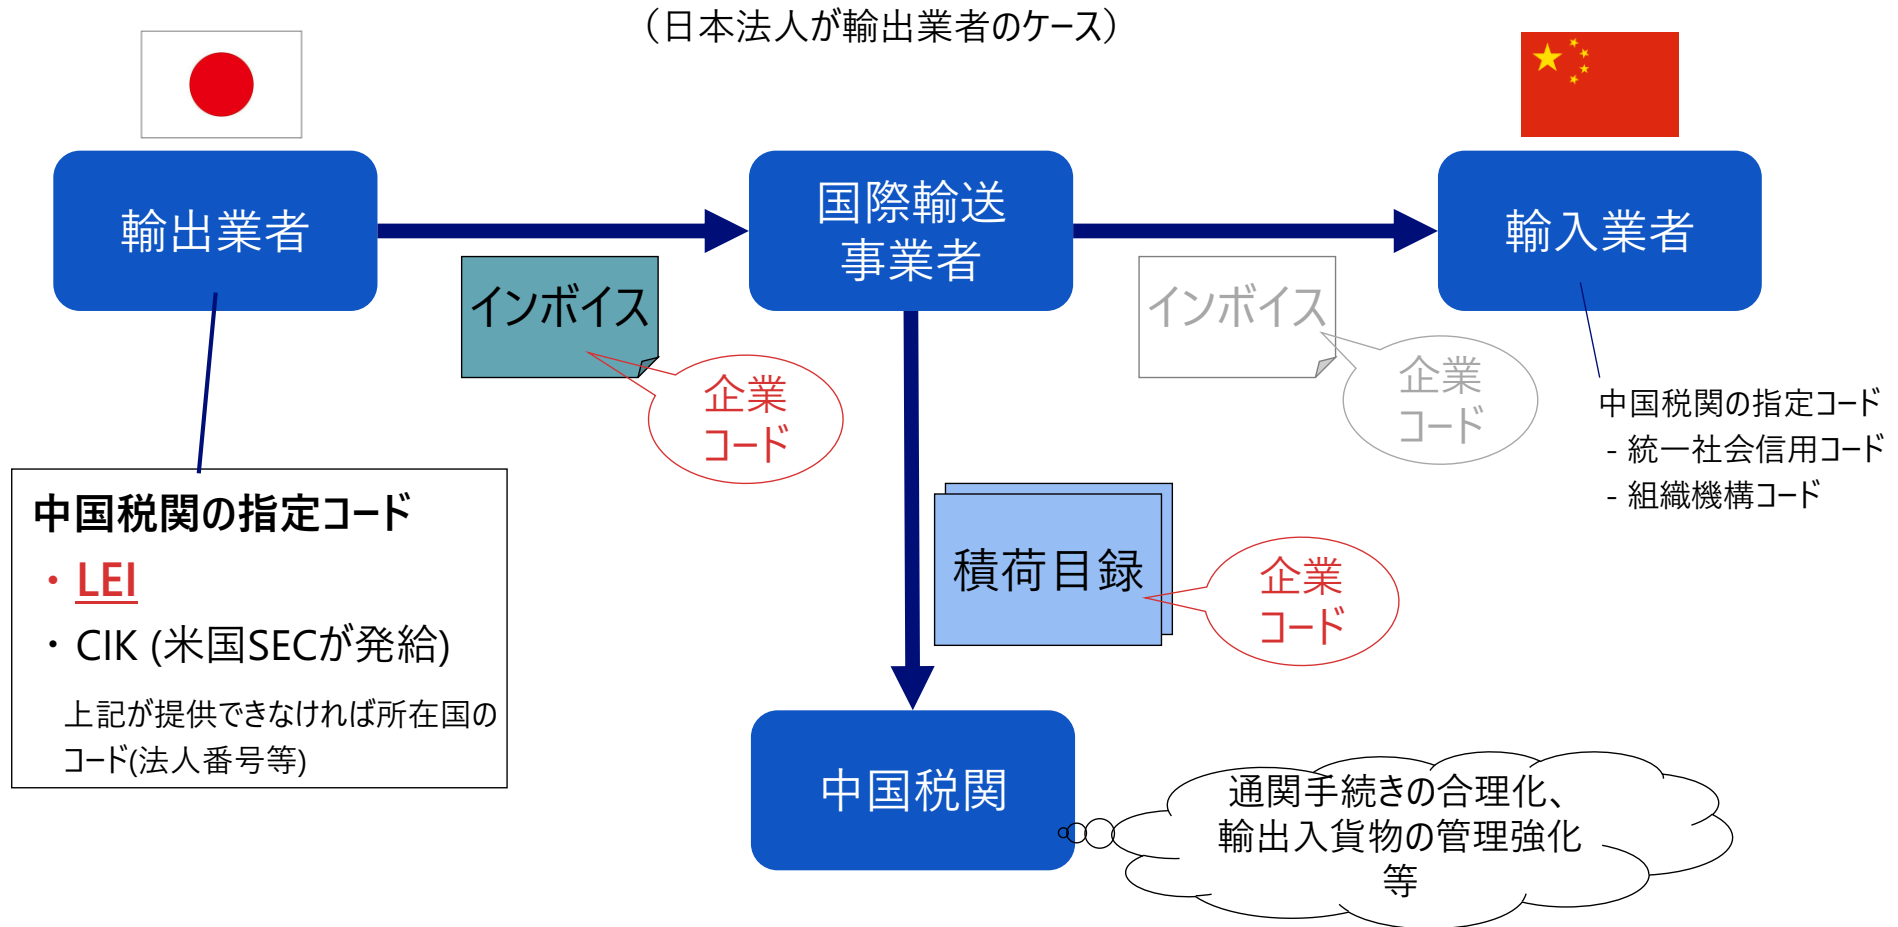 （日本法人が輸出業者のケース）
輸出業者
国際輸送
事業者
輸入業者
インボイス
企業
コード
インボイス
企業
コード
中国税関の指定コード
- 統一社会信用コード
- 組織機構コード
中国税関の指定コード
・LEI
・CIK (米国SECが発給)
上記が提供できなければ所在国の
コード(法人番号等)
積荷目録
企業
コード
中国税関
通関手続きの合理化、
輸出入貨物の管理強化
等